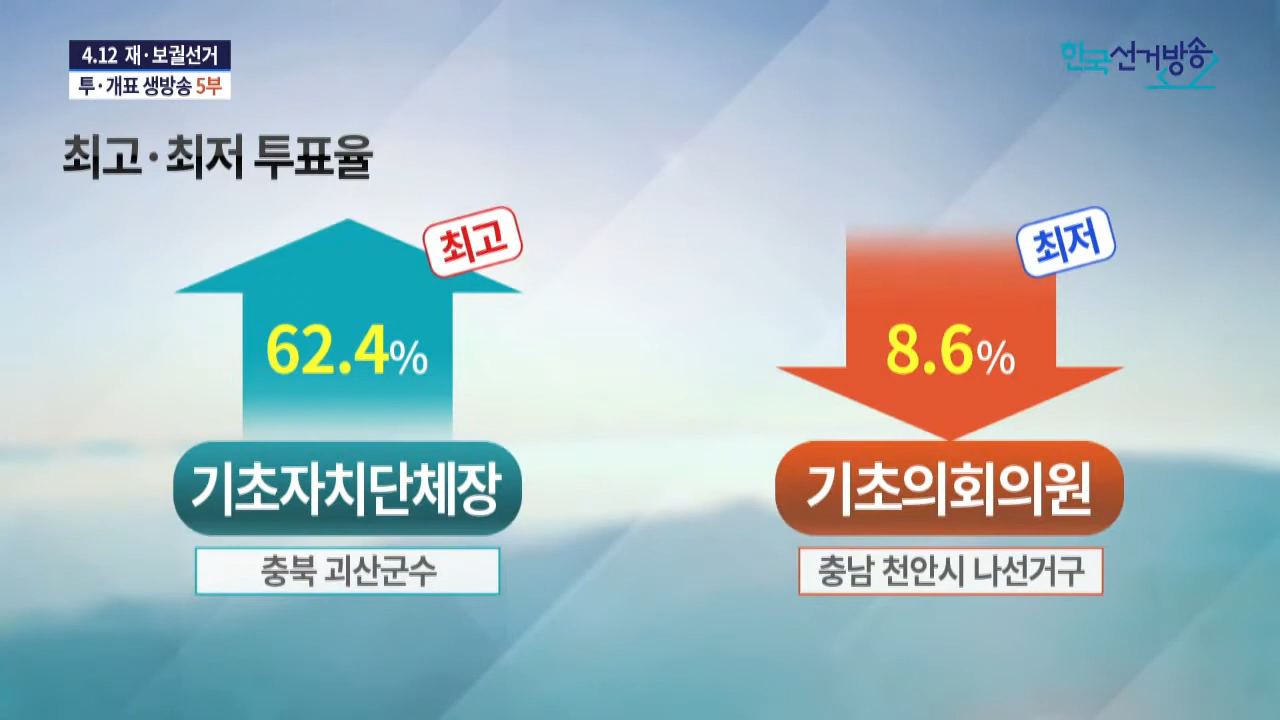 4.12 재·보궐선거
투·개표 생방송 5부
한국선거방송
최고·최저 투표율
최고
62.4%
기초자치단체장
충북 괴산군수
최저
8.6%
기초의회의원
충남 천안시 나선거구